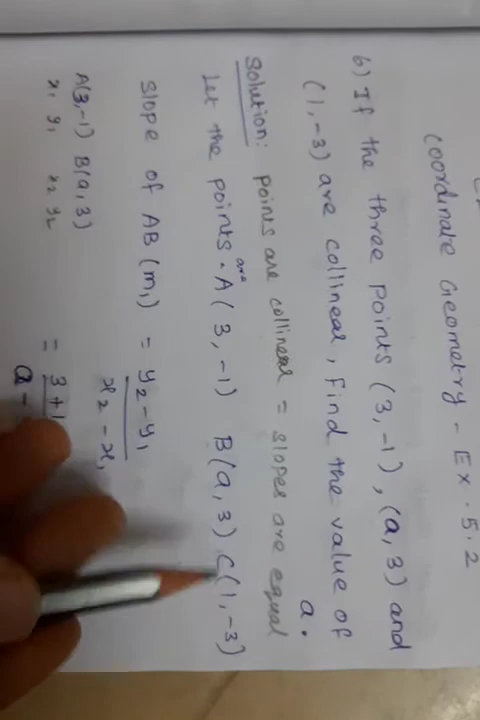 Coordinate Geometry - Ex. 5.2
6) If the three points (3,-1), (a,3) and
(1,-3) are collinear, find the value of
a.
Solution: points are collinear = slopes are equal
Let the points are A(3,-1) B(a,3) C(1,-3)
Slope of AB (m₁) = y₂-y₁ / x₂-x₁
A(3,-1) B(a,3)
x₁ y₁ x₂ y₂
= 3+1 / a-